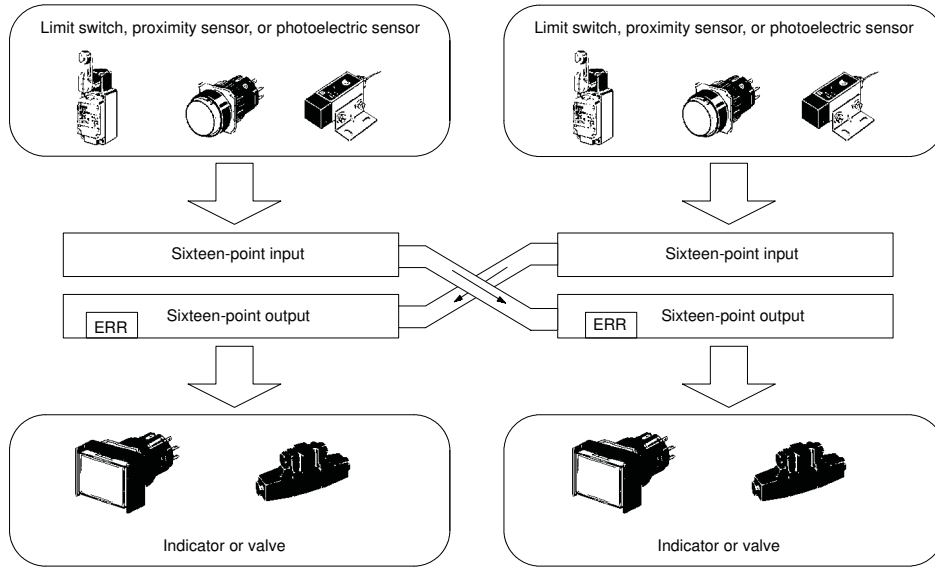 Limit switch, proximity sensor, or photoelectric sensor
Limit switch, proximity sensor, or photoelectric sensor
Sixteen-point input
Sixteen-point input
Sixteen-point output
ERR
Sixteen-point output
ERR
Indicator or valve
Indicator or valve